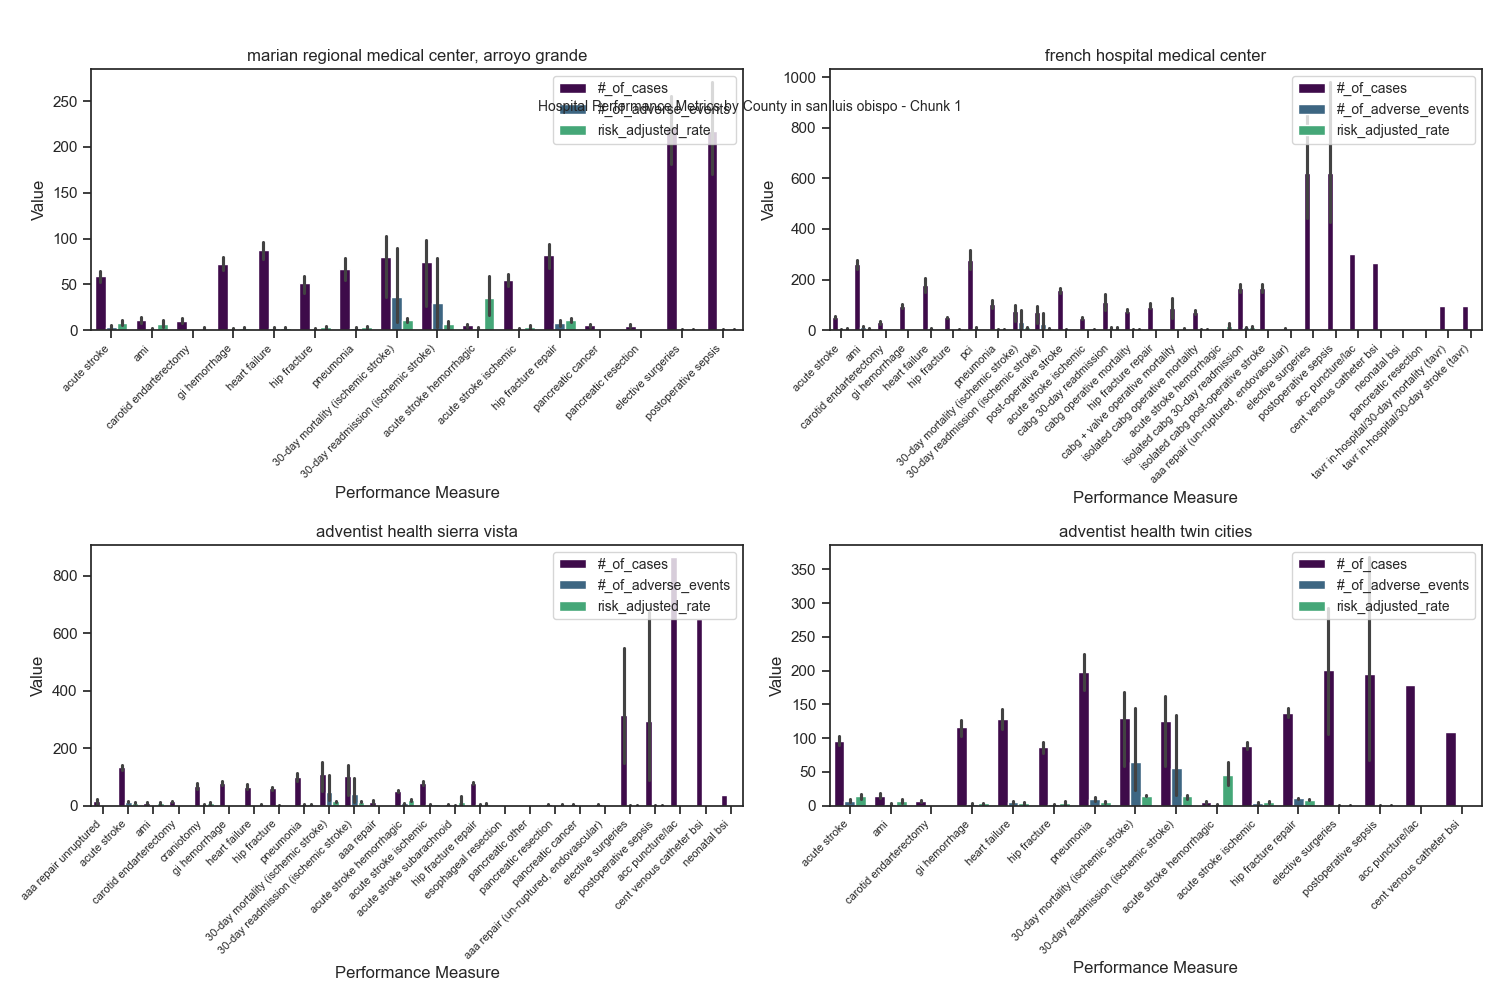 marian regional medical center, arroyo grande
Hospital Performance Metrics by County in san luis obispo - Chunk 1
#_of_cases
#_of_adverse_events
risk_adjusted_rate
Value
250
200
150
100
50
0
acute stroke
ami
carotid endarterectomy
gi hemorrhage
heart failure
hip fracture
pneumonia
30-day mortality (ischemic stroke)
30-day readmission (ischemic stroke)
acute stroke hemorrhagic
acute stroke ischemic
hip fracture repair
pancreatic cancer
pancreatic resection
elective surgeries
postoperative sepsis
Performance Measure
french hospital medical center
#_of_cases
#_of_adverse_events
risk_adjusted_rate
Value
1000
800
600
400
200
0
acute stroke
ami
carotid endarterectomy
gi hemorrhage
heart failure
hip fracture
pci
pneumonia
30-day mortality (ischemic stroke)
30-day readmission (ischemic stroke)
post-operative stroke
acute stroke ischemic
cabg 30-day readmission
cabg operative mortality
hip fracture repair
cabg + valve operative mortality
isolated cabg operative mortality
acute stroke hemorrhagic
isolated cabg 30-day readmission
isolated cabg post-operative stroke
aaa repair (un-ruptured, endovascular)
elective surgeries
postoperative sepsis
acc puncture/lac
cent venous catheter bsi
neonatal bsi
pancreatic resection
tavr in-hospital/30-day mortality (tavr)
tavr in-hospital/30-day stroke (tavr)
Performance Measure
adventist health sierra vista
#_of_cases
#_of_adverse_events
risk_adjusted_rate
Value
800
600
400
200
0
aaa repair unruptured
acute stroke
ami
carotid endarterectomy
craniotomy
gi hemorrhage
heart failure
hip fracture
pneumonia
30-day mortality (ischemic stroke)
30-day readmission (ischemic stroke)
aaa repair
acute stroke hemorrhagic
acute stroke ischemic
acute stroke subarachnoid
hip fracture repair
esophageal resection
pancreatic other
pancreatic resection
pancreatic cancer
aaa repair (un-ruptured, endovascular)
elective surgeries
postoperative sepsis
acc puncture/lac
cent venous catheter bsi
neonatal bsi
Performance Measure
adventist health twin cities
#_of_cases
#_of_adverse_events
risk_adjusted_rate
Value
350
300
250
200
150
100
50
0
acute stroke
ami
carotid endarterectomy
gi hemorrhage
heart failure
hip fracture
pneumonia
30-day mortality (ischemic stroke)
30-day readmission (ischemic stroke)
acute stroke hemorrhagic
acute stroke ischemic
hip fracture repair
elective surgeries
postoperative sepsis
acc puncture/lac
cent venous catheter bsi
Performance Measure